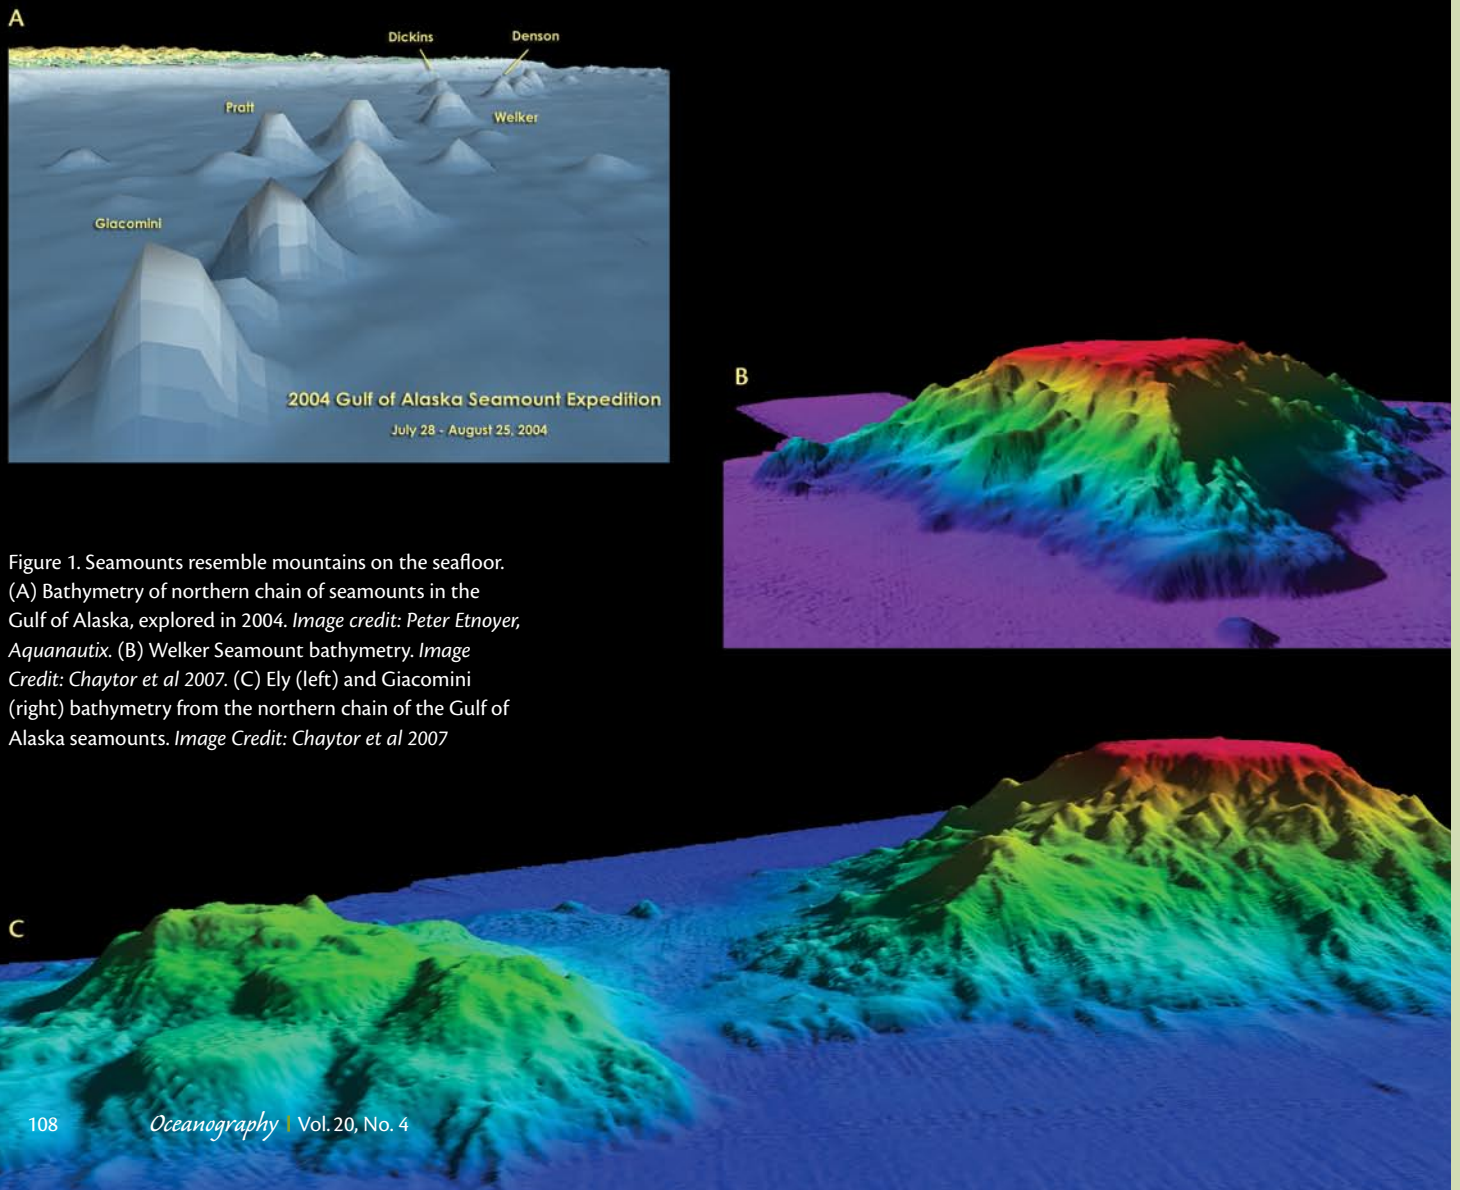 A
Dickins
Denson
Pratt
Welker
Giacomini
2004 Gulf of Alaska Seamount Expedition
July 28 - August 25, 2004
B
Figure 1. Seamounts resemble mountains on the seafloor.
(A) Bathymetry of northern chain of seamounts in the
Gulf of Alaska, explored in 2004. Image credit: Peter Etnoyer,
Aquanautix. (B) Welker Seamount bathymetry. Image
Credit: Chaytor et al 2007. (C) Ely (left) and Giacomini
(right) bathymetry from the northern chain of the Gulf of
Alaska seamounts. Image Credit: Chaytor et al 2007
C
108 Oceanography | Vol. 20, No. 4